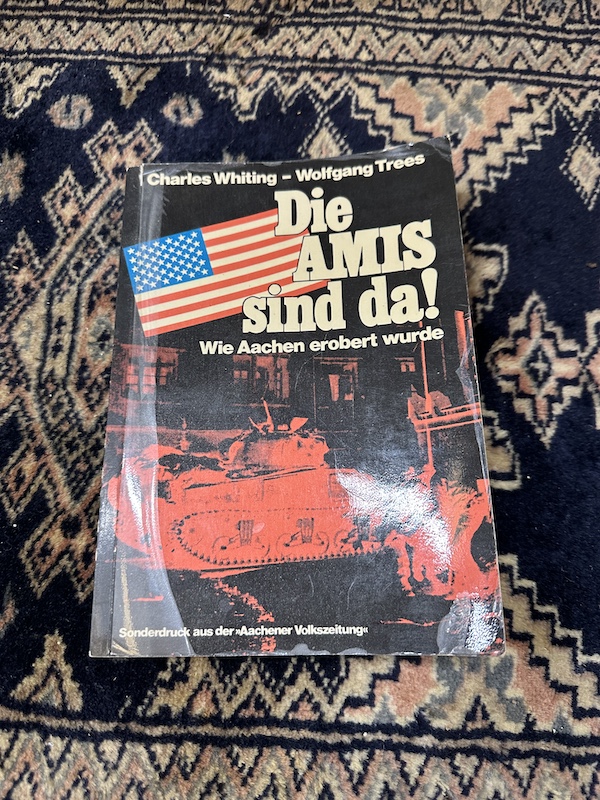 Charles Whiting – Wolfgang Trees
Die
AMIS
sind da!
Wie Aachen erobert wurde
Sonderdruck aus der »Aachener Volkszeitung«